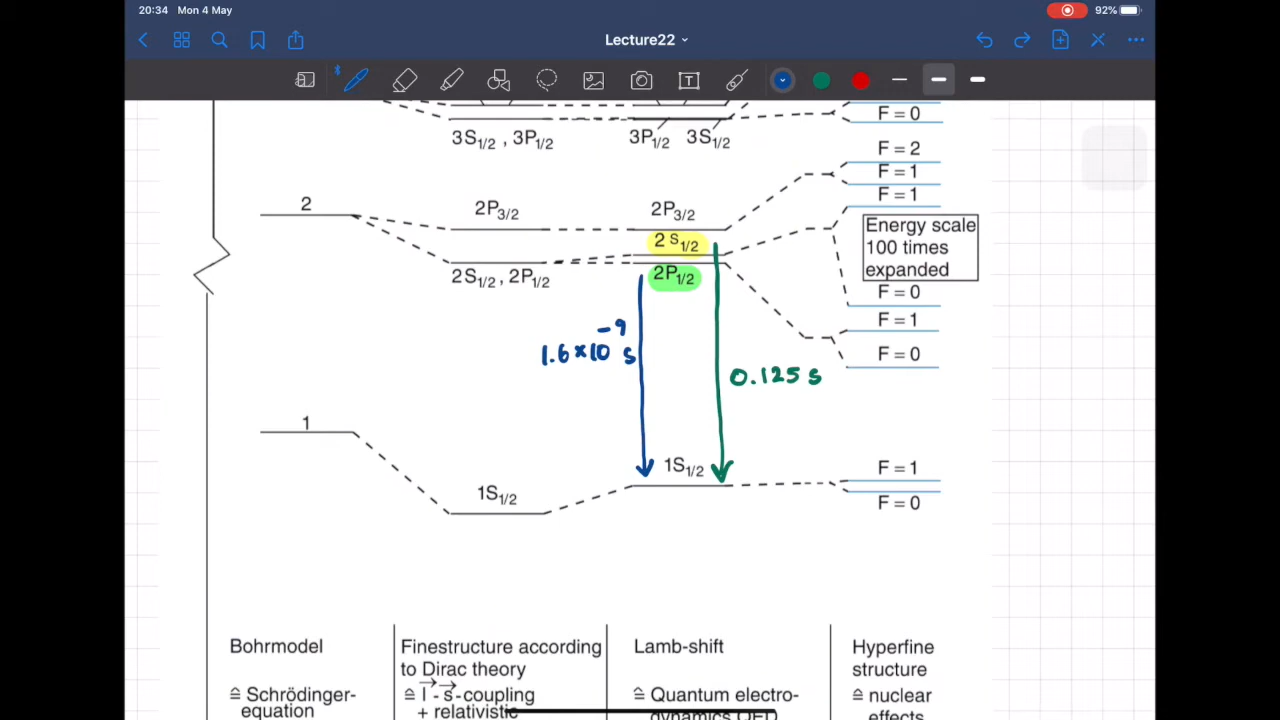 20:34 Mon 4 May
92%
Lecture22
T
3S1/2 , 3P1/2
3P1/2 3S1/2
F = 0
F = 2
F = 1
F = 1
2
2P3/2
2P3/2
2 S1/2
Energy scale
100 times
expanded
2S1/2 , 2P1/2
2P1/2
F = 0
F = 1
F = 0
1.6×10⁻⁹ s
0.125 s
1
1S1/2
1S1/2
F = 1
F = 0
Bohrmodel
≙ Schrödinger-
equation
Finestructure according
to Dirac theory
≙ l⃗ - s⃗ -coupling
+ relativistic
Lamb-shift
≙ Quantum electro-
dynamics QED
Hyperfine
structure
≙ nuclear
effects